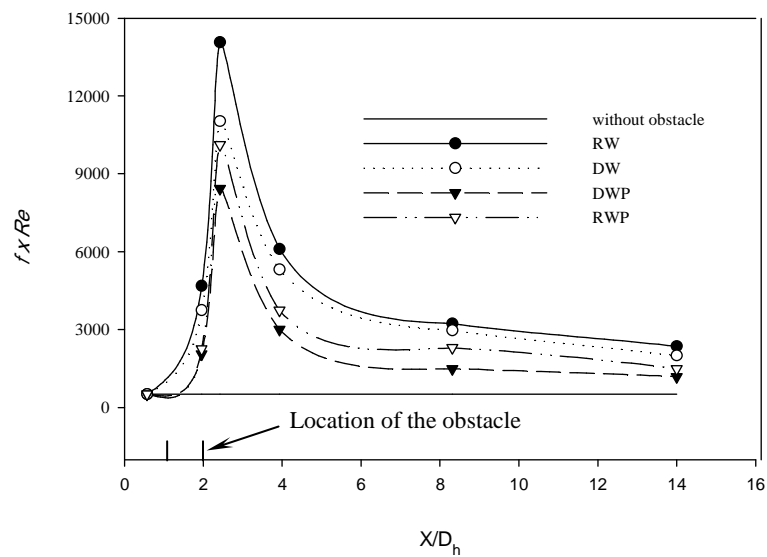 15000
12000
9000
6000
3000
0
f x Re
without obstacle
RW
DW
DWP
RWP
Location of the obstacle
0 2 4 6 8 10 12 14 16
X/Dh